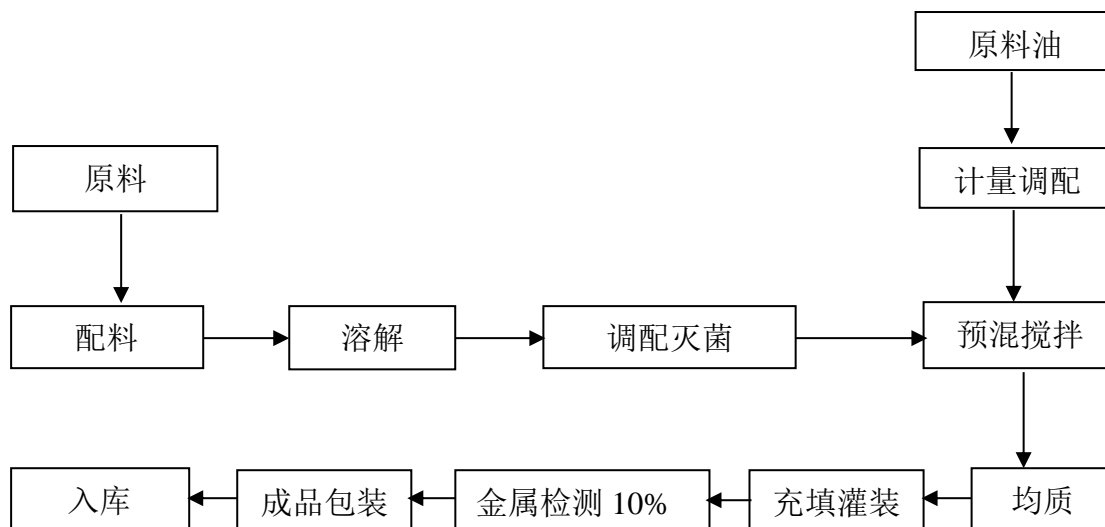 原料油
原料
计量调配
配料
溶解
调配灭菌
预混搅拌
入库
成品包装
金属检测 10%
充填灌装
均质